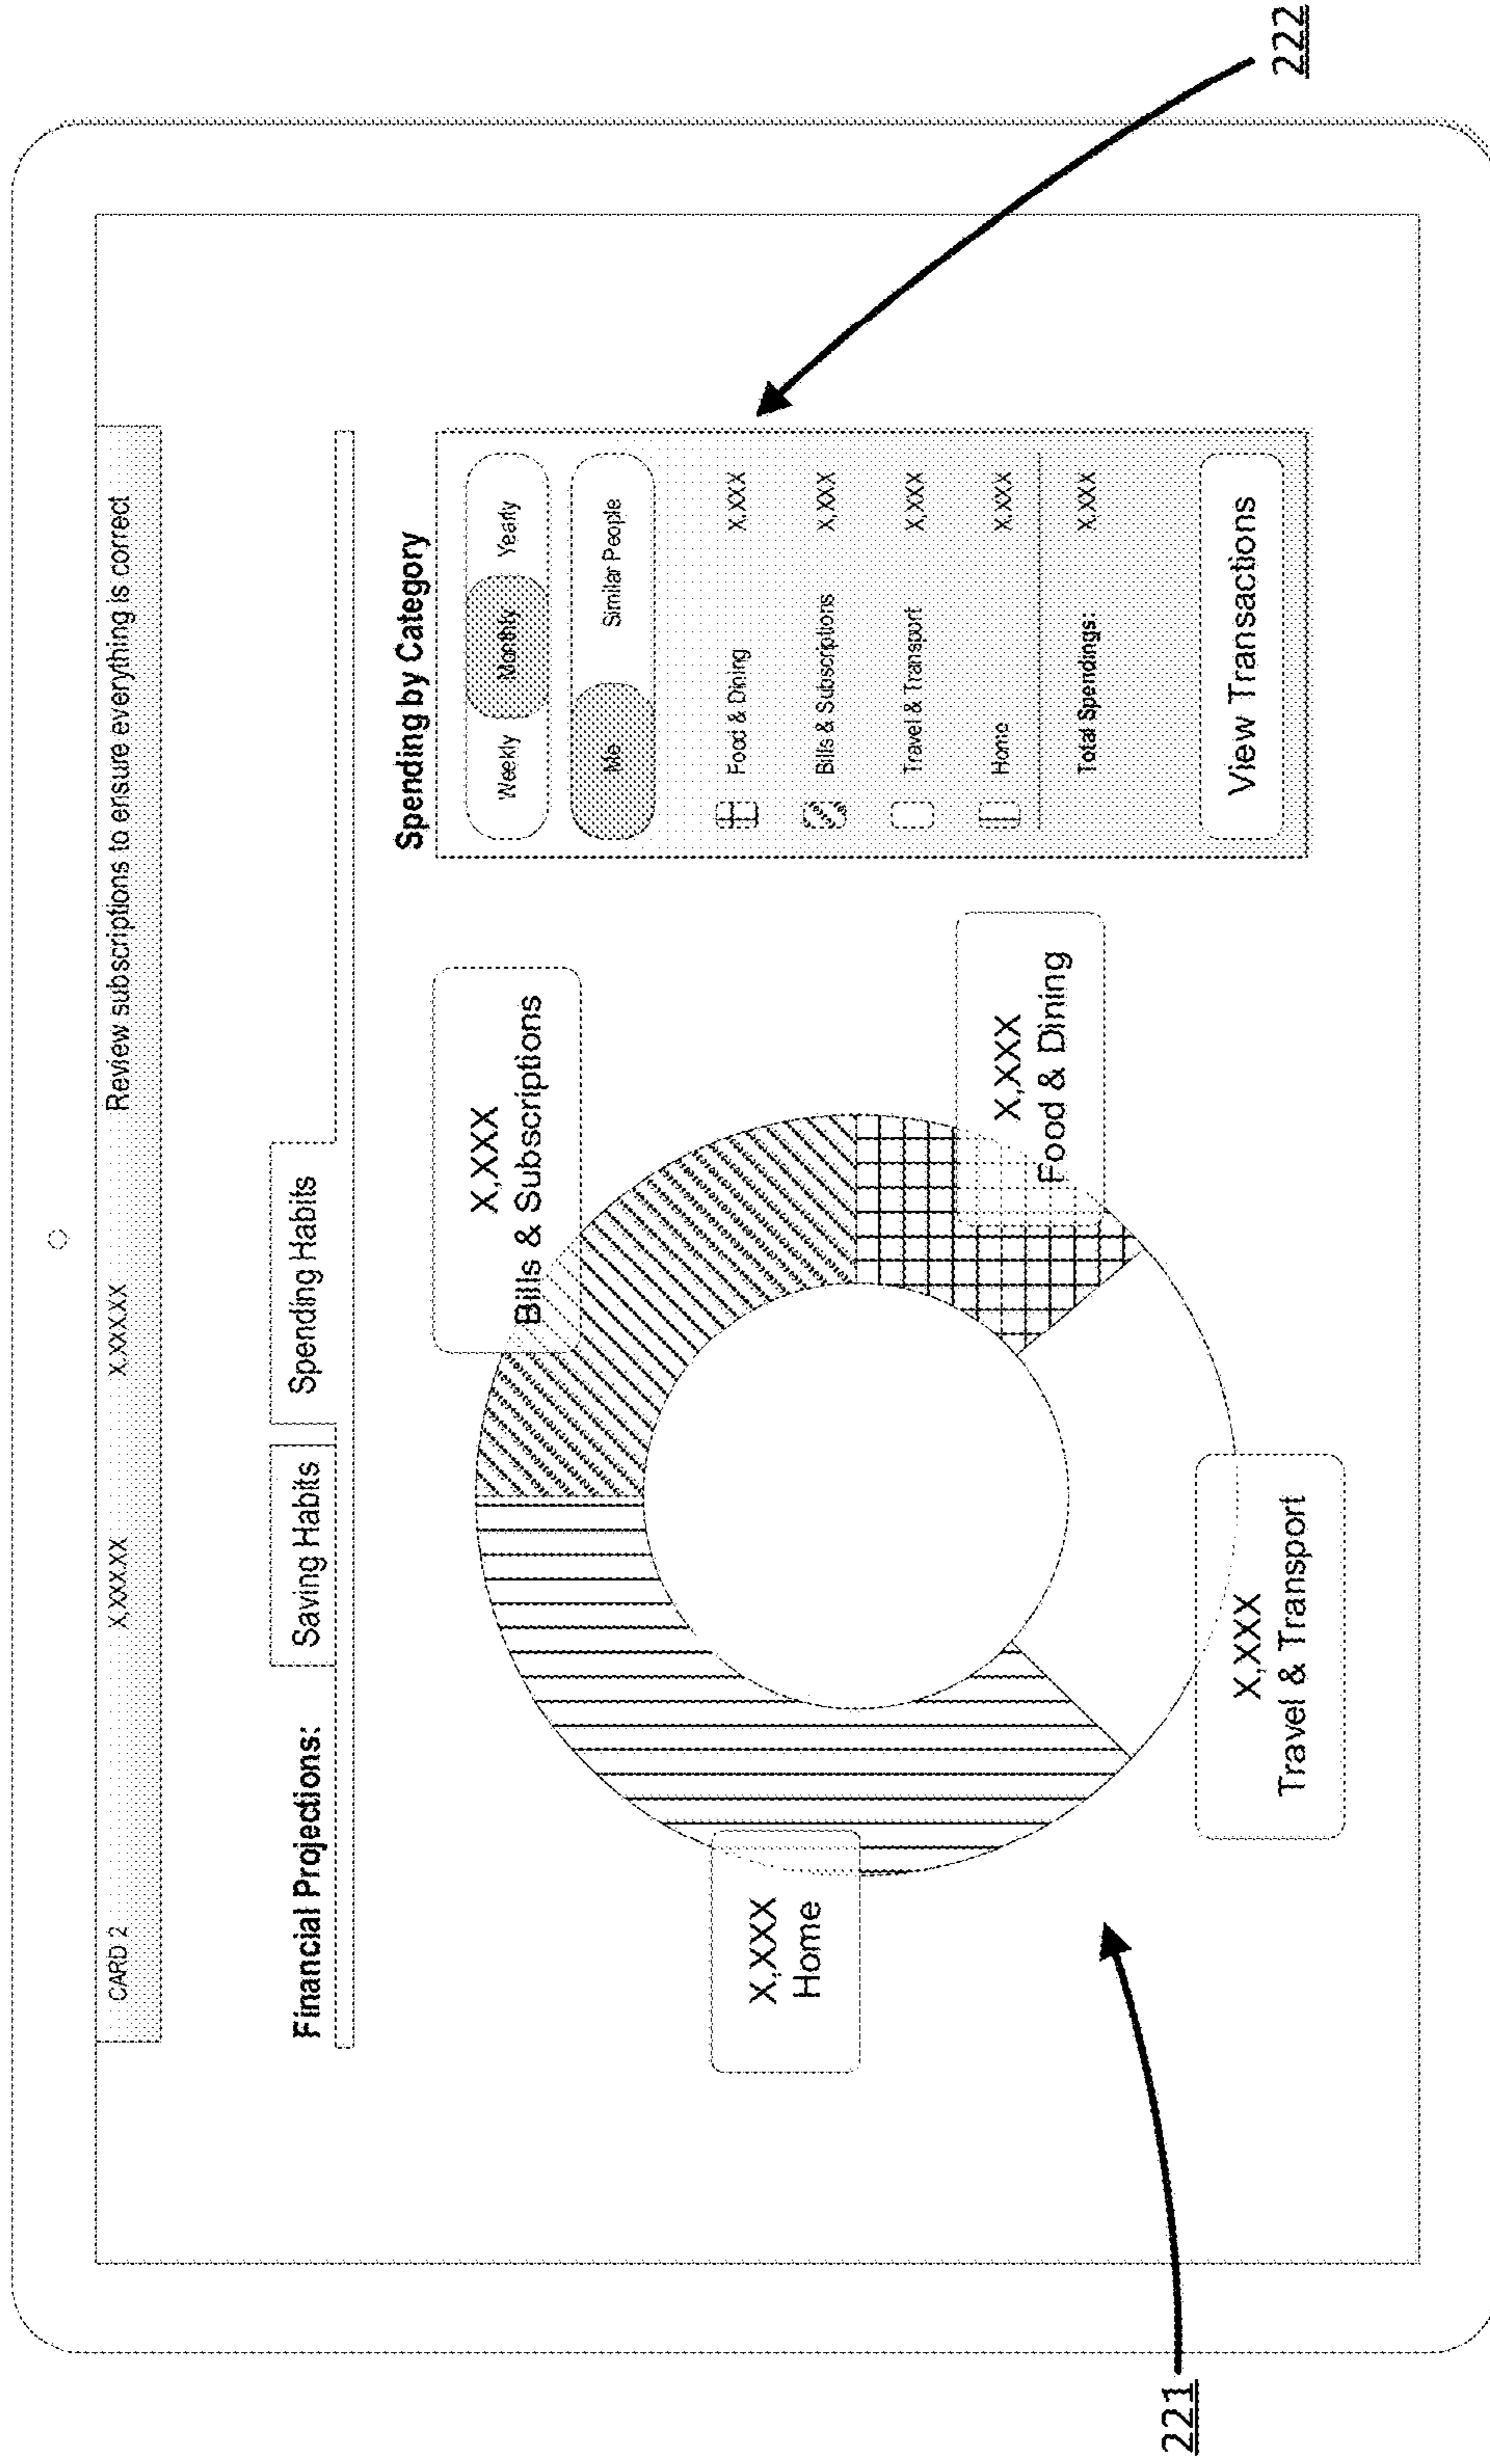 CARD 2 X,XXX.XX X,XXX.XX Review subscriptions to ensure everything is correct
Financial Projections: Saving Habits Spending Habits
Spending by Category
Weekly Monthly Yearly
Me Similar People
Food & Dining X,XXX
Bills & Subscriptions X,XXX
Travel & Transport X,XXX
Home X,XXX
Total Spendings: X,XXX
View Transactions
X,XXX
Bills & Subscriptions
X,XXX
Home
X,XXX
Food & Dining
X,XXX
Travel & Transport
221
222